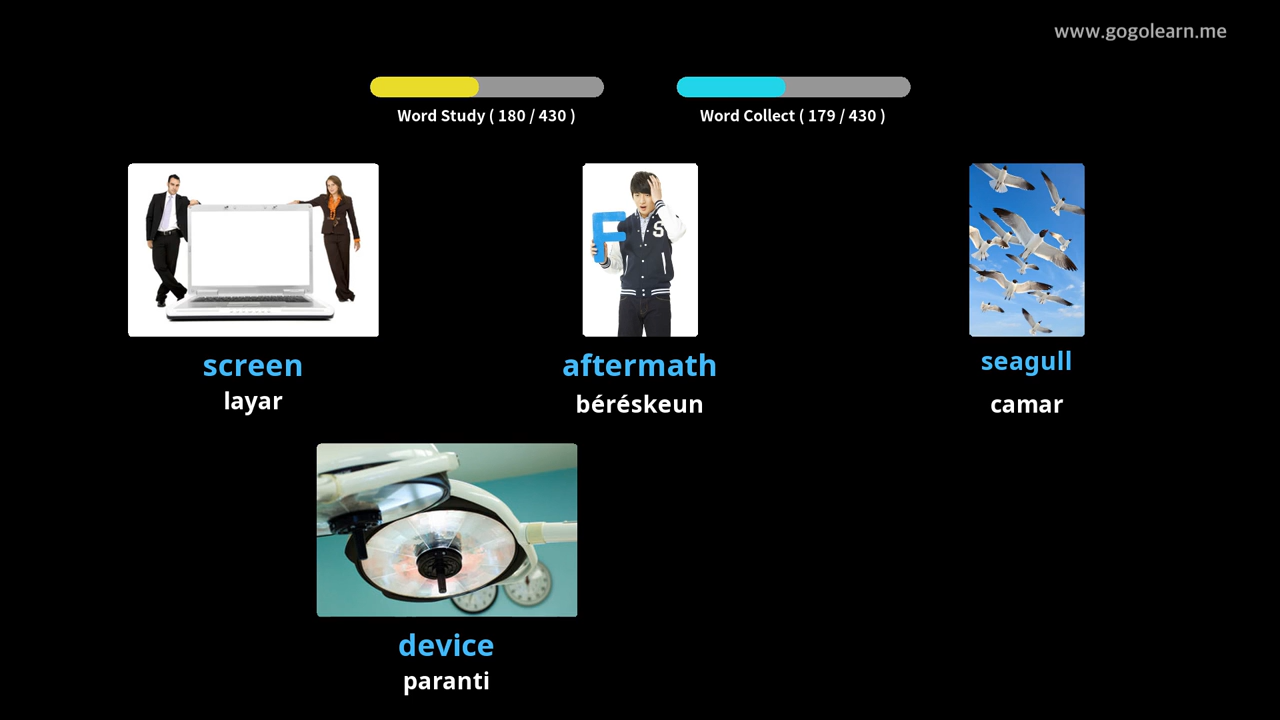 www.gogolearn.me
Word Study ( 180 / 430 )
Word Collect ( 179 / 430 )
F
S
screen
aftermath
seagull
layar
béréskeun
camar
device
paranti